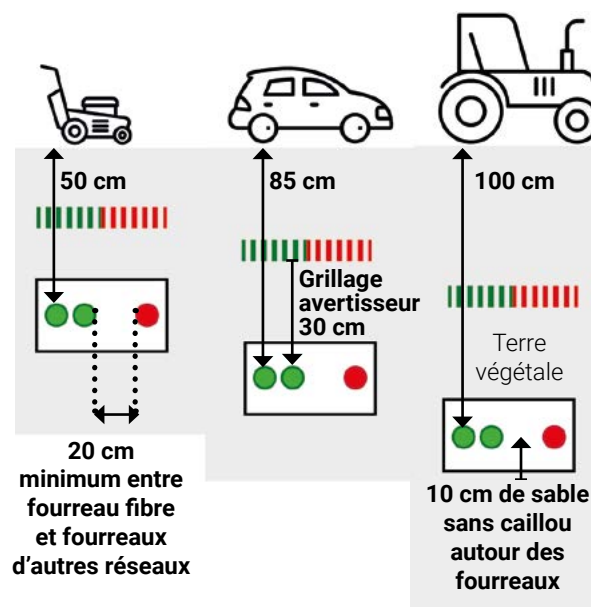 50 cm
85 cm
100 cm
Grillage
avertisseur
30 cm
Terre
végétale
20 cm
minimum entre
fourreau fibre
et fourreaux
d’autres réseaux
10 cm de sable
sans caillou
autour des
fourreaux